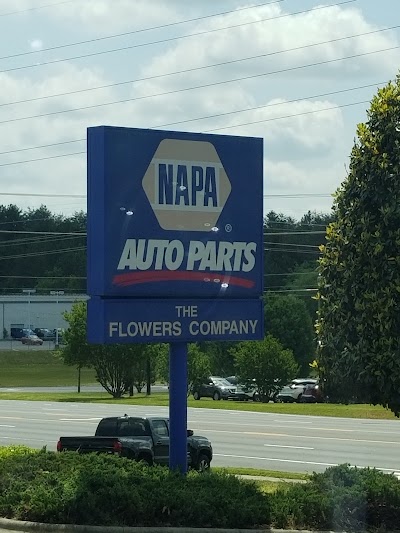 NAPA
®
AUTO PARTS
THE
FLOWERS COMPANY